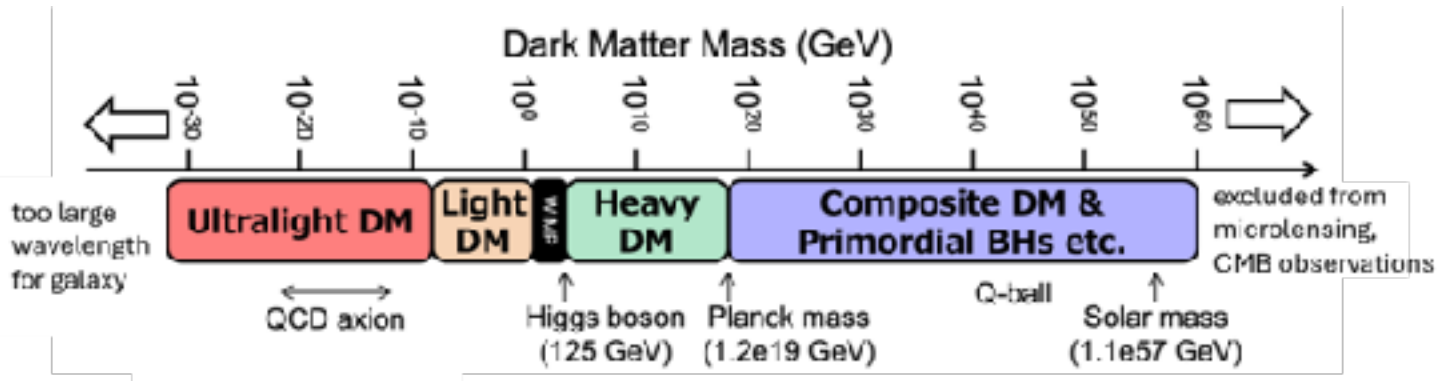 Dark Matter Mass (GeV)
10^-30 10^-20 10^-10 10^0 10^10 10^20 10^30 10^40 10^50 10^60
too large
wavelength
for galaxy
Ultralight DM
Light
DM
WIMP
Heavy
DM
Composite DM &
Primordial BHs etc.
excluded from
microlensing,
CMB observations
QCD axion
Higgs boson
(125 GeV)
Planck mass
(1.2e19 GeV)
Q-ball
Solar mass
(1.1e57 GeV)